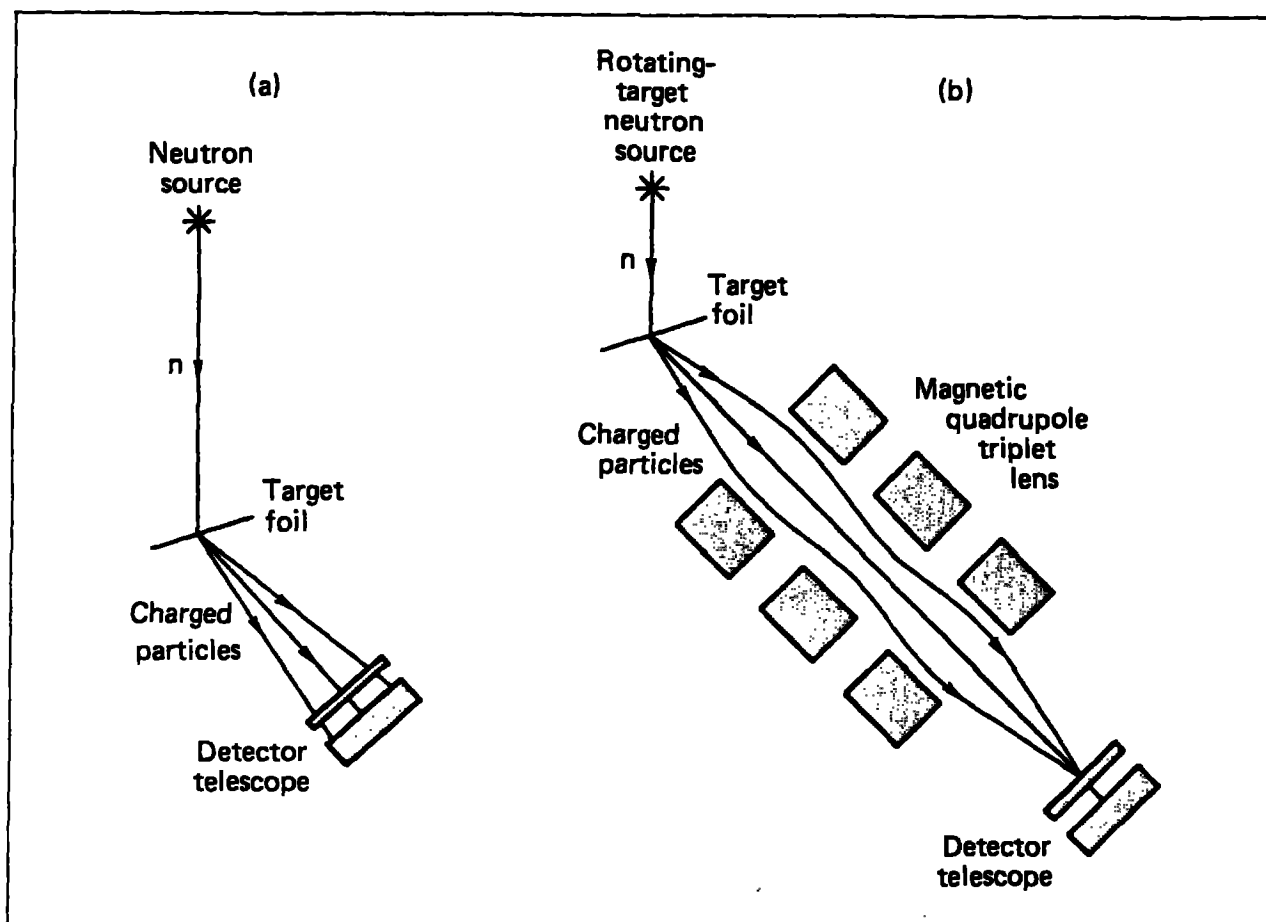 (a)
Neutron
source
n
Target
foil
Charged
particles
Detector
telescope
(b)
Rotating-
target
neutron
source
n
Target
foil
Charged
particles
Magnetic
quadrupole
triplet
lens
Detector
telescope